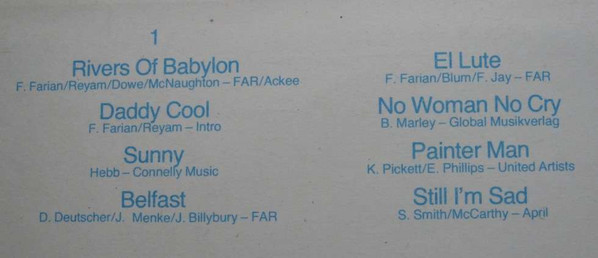 1
Rivers Of Babylon
F. Farian/Reyam/Dowe/McNaughton – FAR/Ackee
Daddy Cool
F. Farian/Reyam – Intro
Sunny
Hebb – Connelly Music
Belfast
D. Deutscher/J. Menke/J. Billybury – FAR
El Lute
F. Farian/Blum/F. Jay – FAR
No Woman No Cry
B. Marley – Global Musikverlag
Painter Man
K. Pickett/E. Phillips – United Artists
Still I'm Sad
S. Smith/McCarthy – April